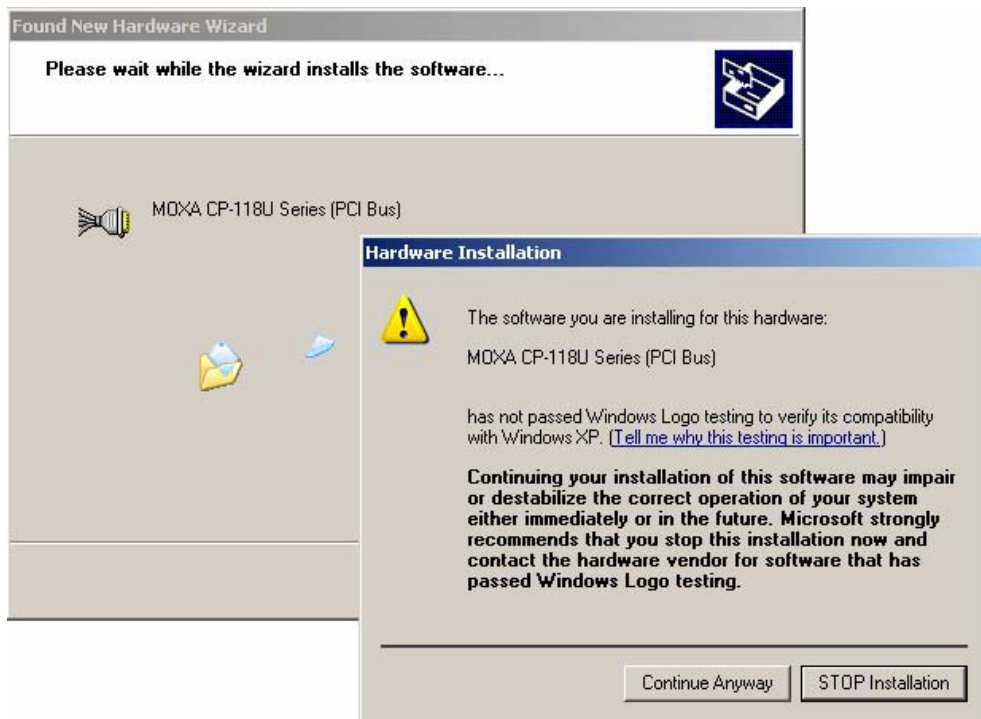 Found New Hardware Wizard
Please wait while the wizard installs the software...
MOXA CP-118U Series (PCI Bus)
Hardware Installation
The software you are installing for this hardware:
MOXA CP-118U Series (PCI Bus)
has not passed Windows Logo testing to verify its compatibility
with Windows XP. (Tell me why this testing is important.)
Continuing your installation of this software may impair
or destabilize the correct operation of your system
either immediately or in the future. Microsoft strongly
recommends that you stop this installation now and
contact the hardware vendor for software that has
passed Windows Logo testing.
Continue Anyway
STOP Installation